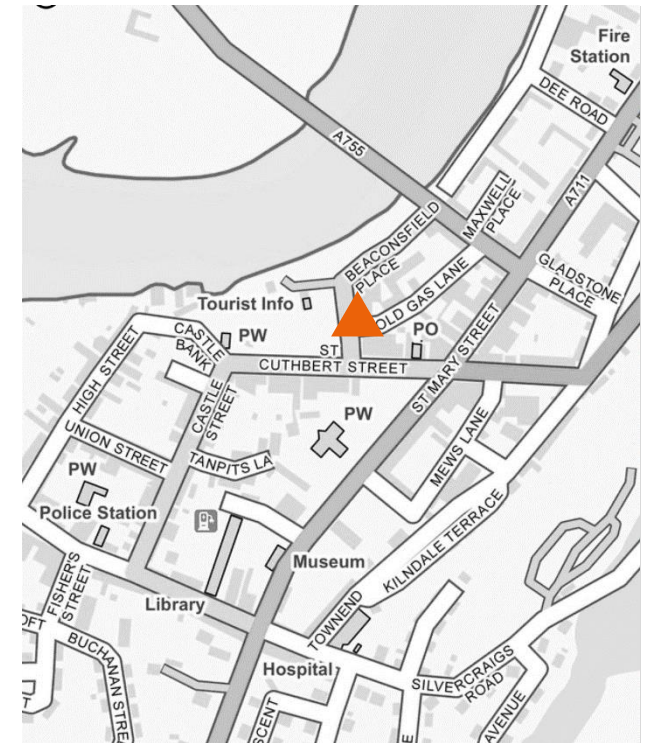 Fire
Station
DEE ROAD
A755
A711
MAXWELL
PLACE
BEACONSFIELD
PLACE
GLADSTONE
PLACE
OLD GAS LANE
Tourist Info
CASTLE
BANK
PW
PO
ST
CUTHBERT STREET
ST MARY STREET
HIGH STREET
CASTLE
STREET
PW
MEWS LANE
UNION STREET
TANPITS LA
PW
Police Station
KILNDALE TERRACE
Museum
FISHER'S
STREET
Library
TOWNEND
OFT
BUCHANAN STRE
Hospital
SILVERCRAIGS
ROAD
SCENT
AVENUE
E
T